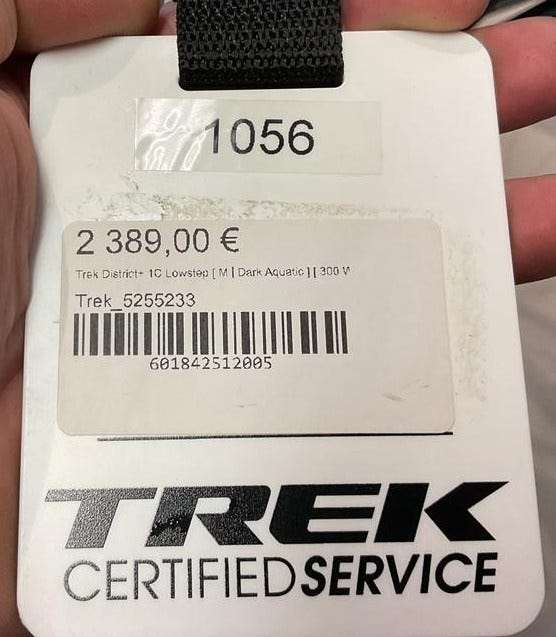 1056
2 389,00 €
Trek District+ 1C Lowstep [ M | Dark Aquatic ] [ 300 W
Trek_5255233
601842512005
TREK
CERTIFIEDSERVICE